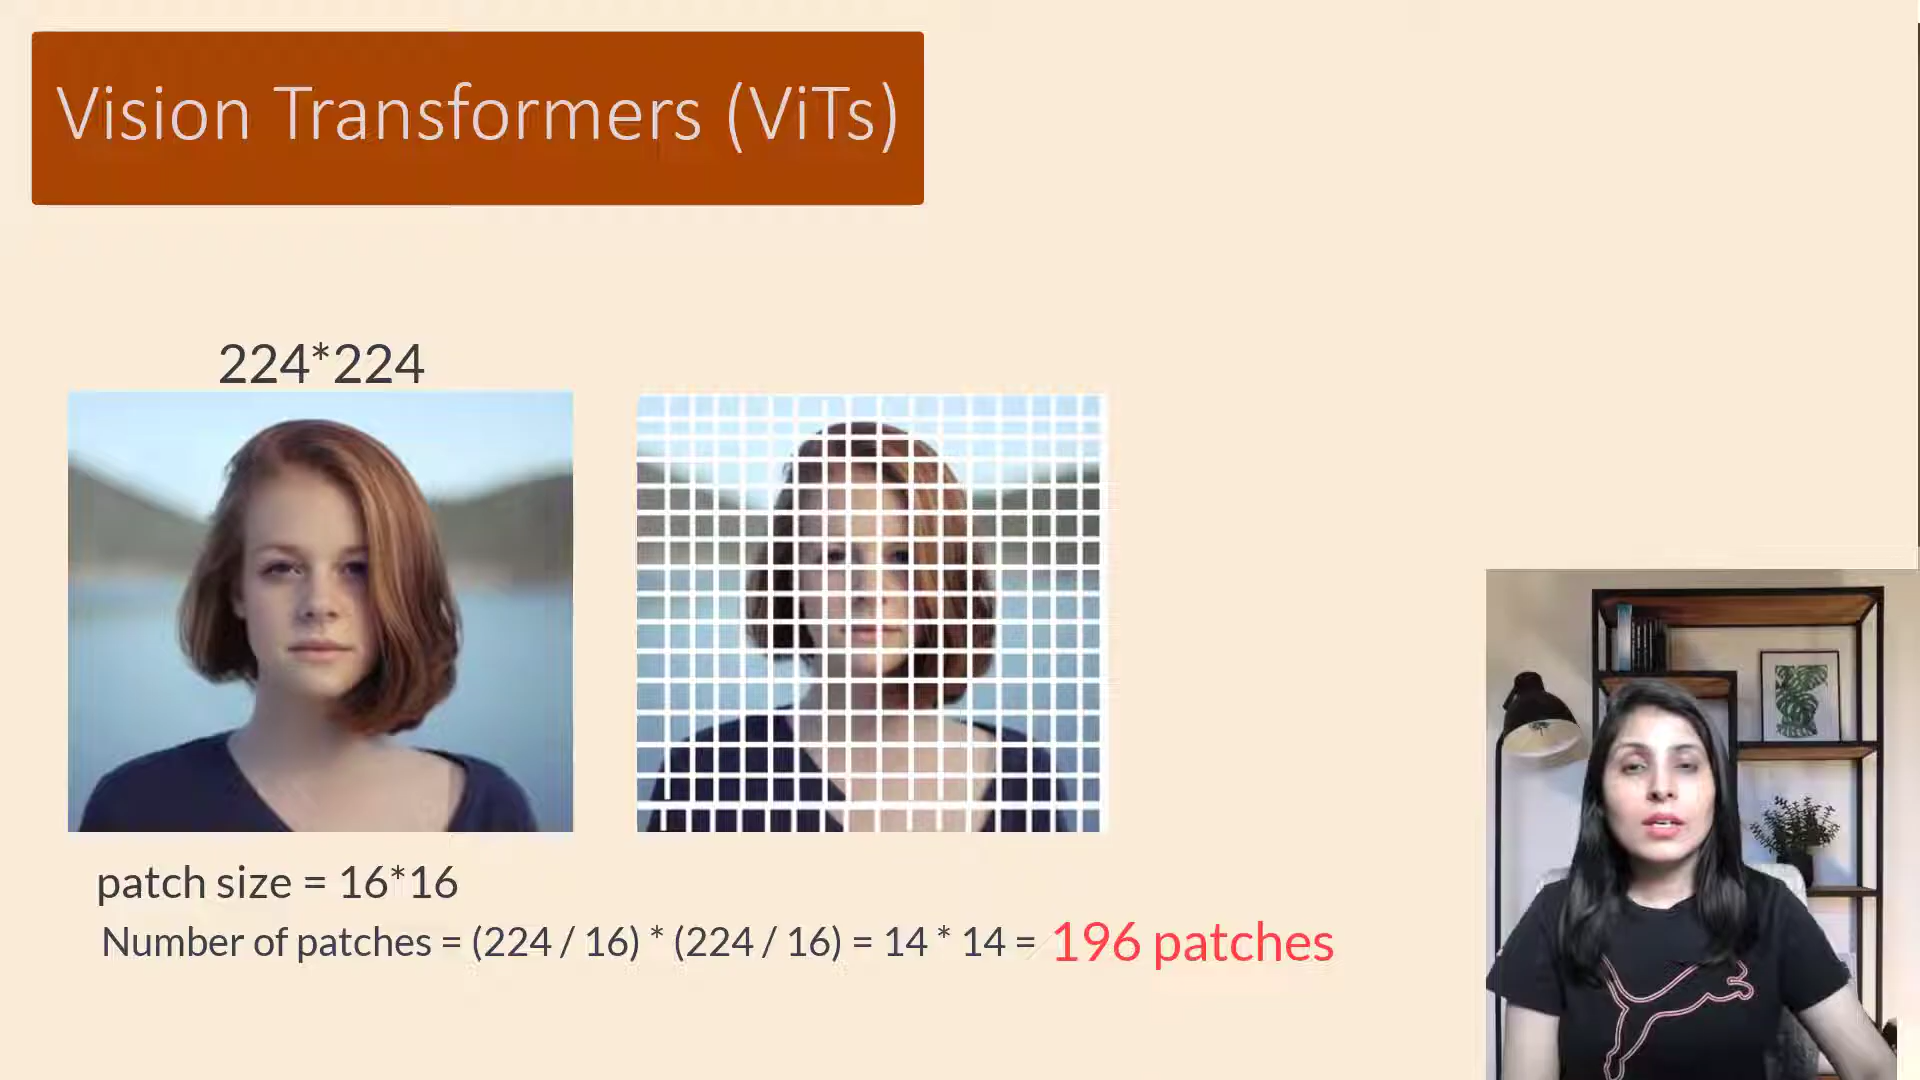 Vision Transformers (ViTs)
224*224
patch size = 16*16
Number of patches = (224 / 16) * (224 / 16) = 14 * 14 = 196 patches